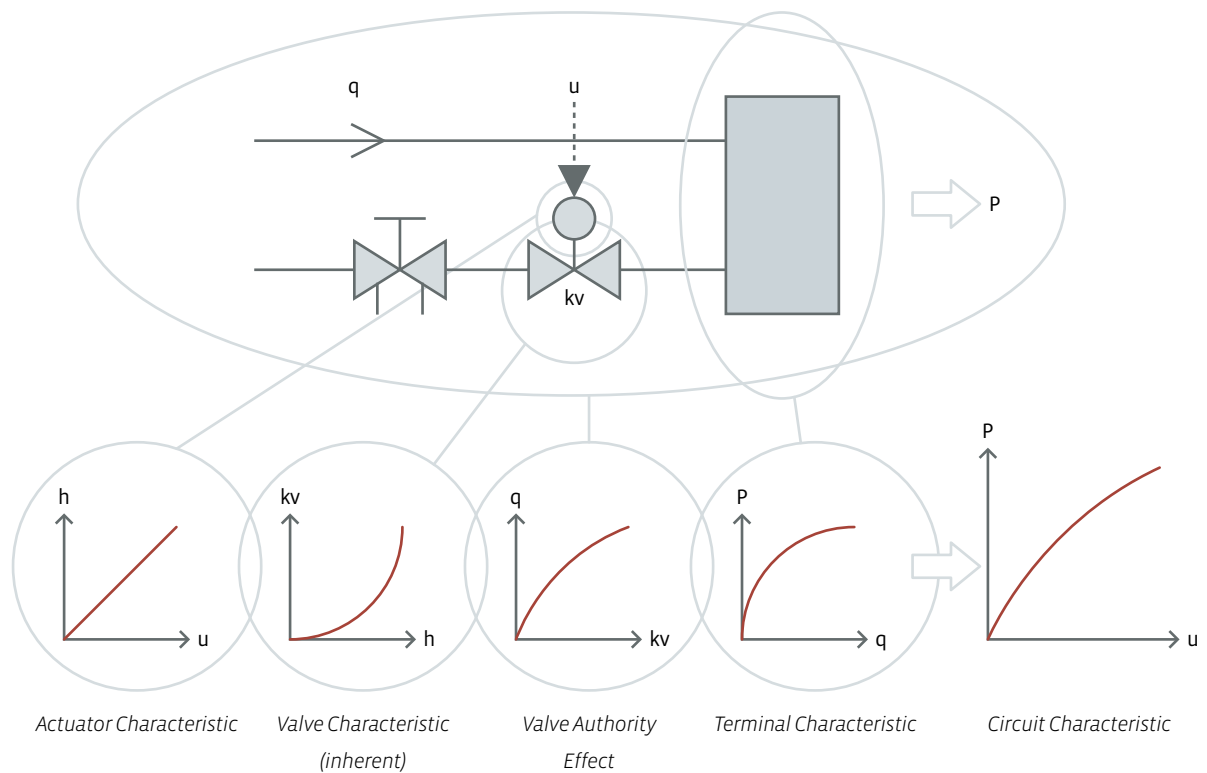 q
u
P
kv
P
h
kv
q
P
u
h
kv
q
u
Actuator Characteristic
Valve Characteristic
(inherent)
Valve Authority
Effect
Terminal Characteristic
Circuit Characteristic